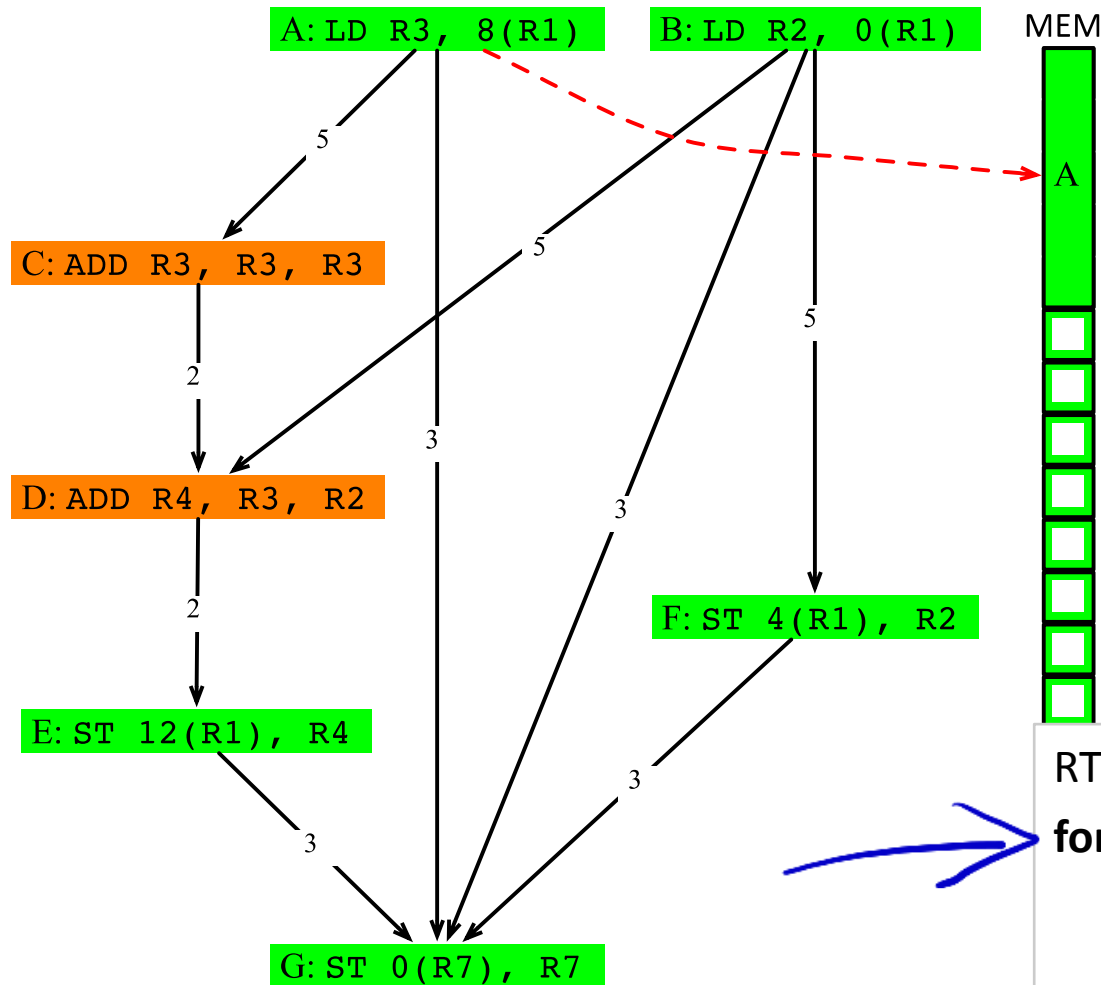 A: LD R3, 8(R1)
B: LD R2, 0(R1)
MEM
5
A
C: ADD R3, R3, R3
5
5
2
3
D: ADD R4, R3, R2
3
2
F: ST 4(R1), R2
E: ST 12(R1), R4
3
3
G: ST 0(R7), R7